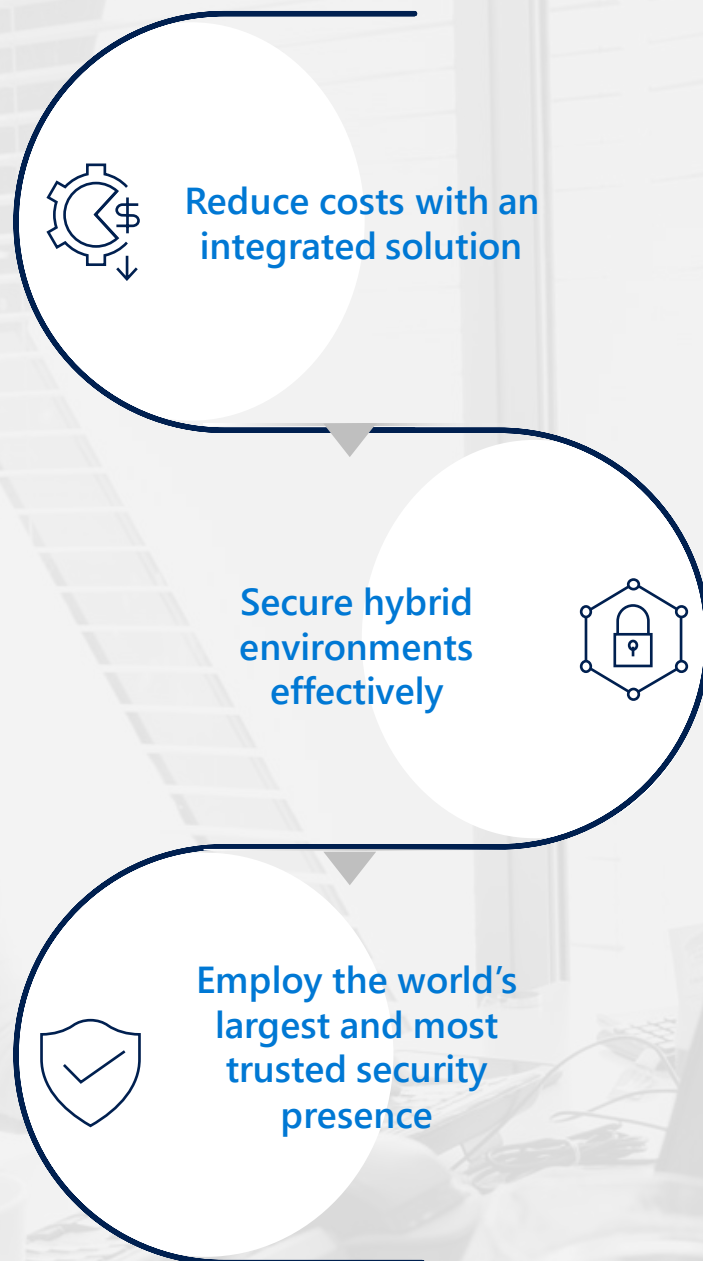 Reduce costs with an
integrated solution
Secure hybrid
environments
effectively
Employ the world’s
largest and most
trusted security
presence